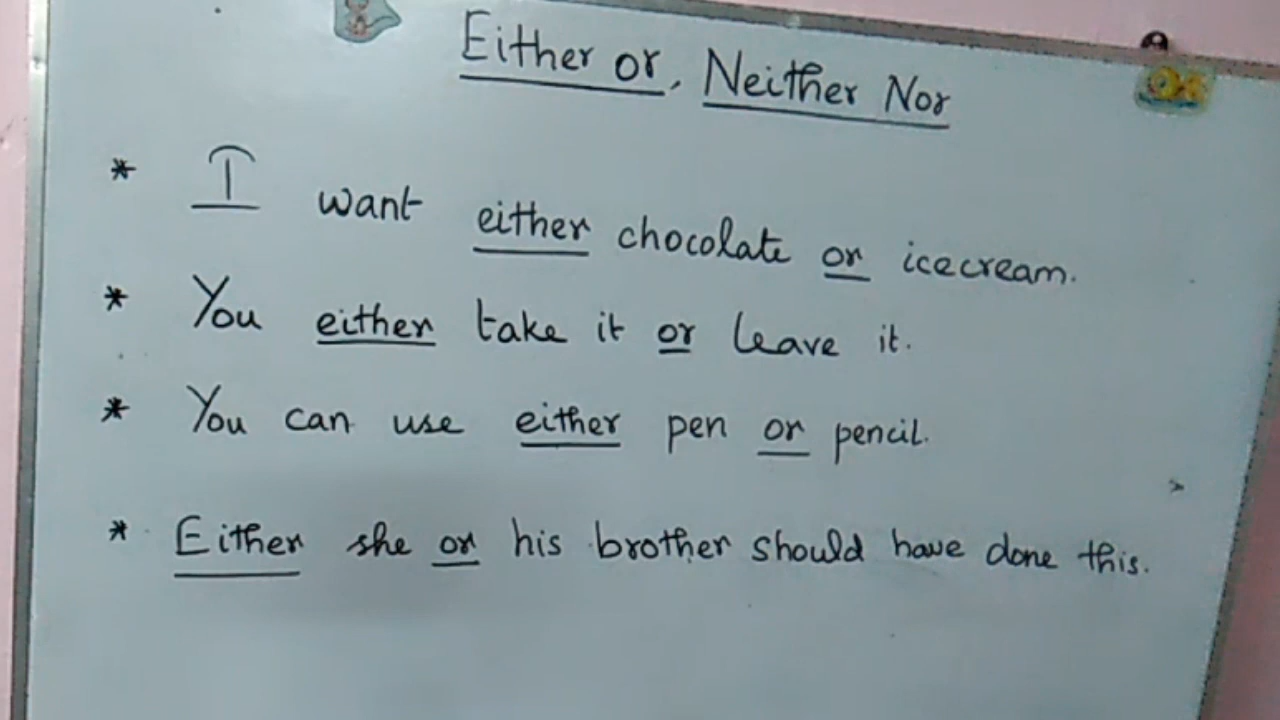 Either or, Neither Nor
* I want either chocolate or icecream.
* You either take it or leave it.
* You can use either pen or pencil.
* Either she or his brother should have done this.